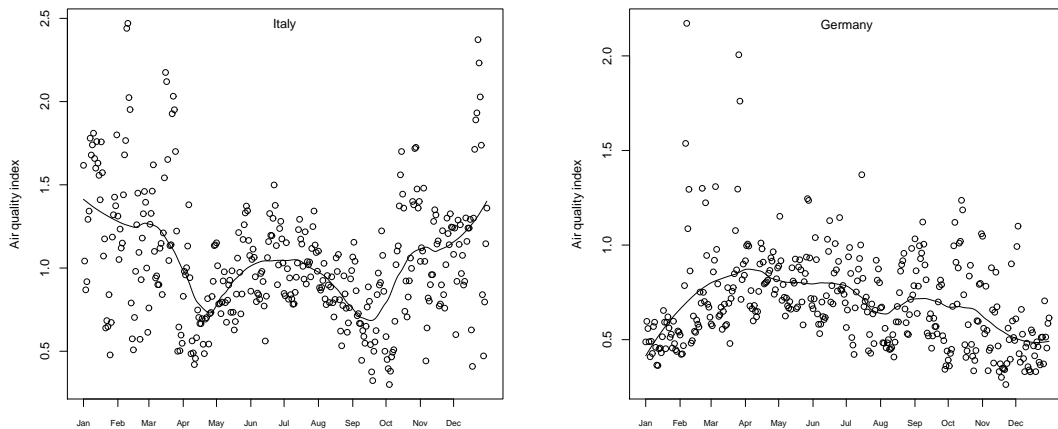 Italy
Air quality index
2.5
2.0
1.5
1.0
0.5
Jan Feb Mar Apr May Jun Jul Aug Sep Oct Nov Dec
Germany
Air quality index
2.0
1.5
1.0
0.5
Jan Feb Mar Apr May Jun Jul Aug Sep Oct Nov Dec